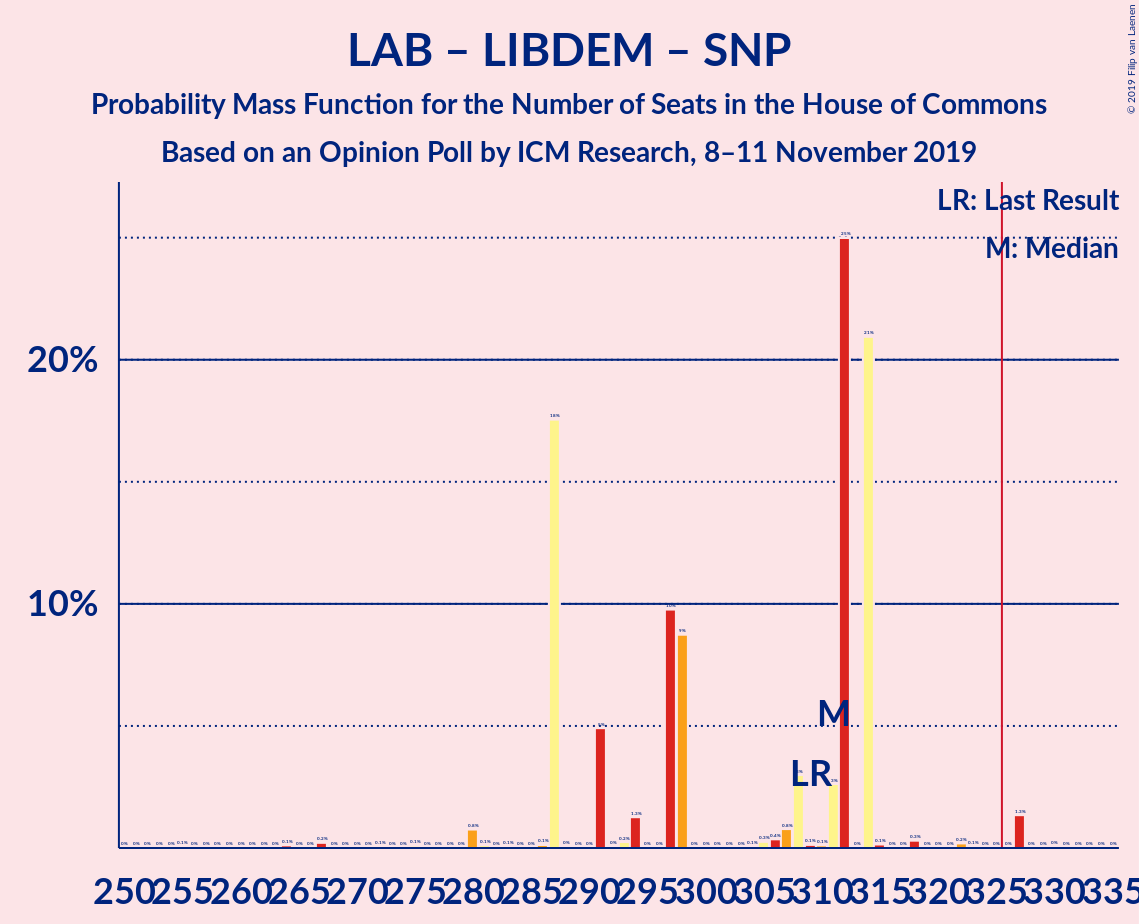 LAB – LIBDEM – SNP
Probability Mass Function for the Number of Seats in the House of Commons
Based on an Opinion Poll by ICM Research, 8–11 November 2019
© 2019 Filip van Laenen
LR: Last Result
M: Median
20%
10%
M
LR
250 255 260 265 270 275 280 285 290 295 300 305 310 315 320 325 330 335